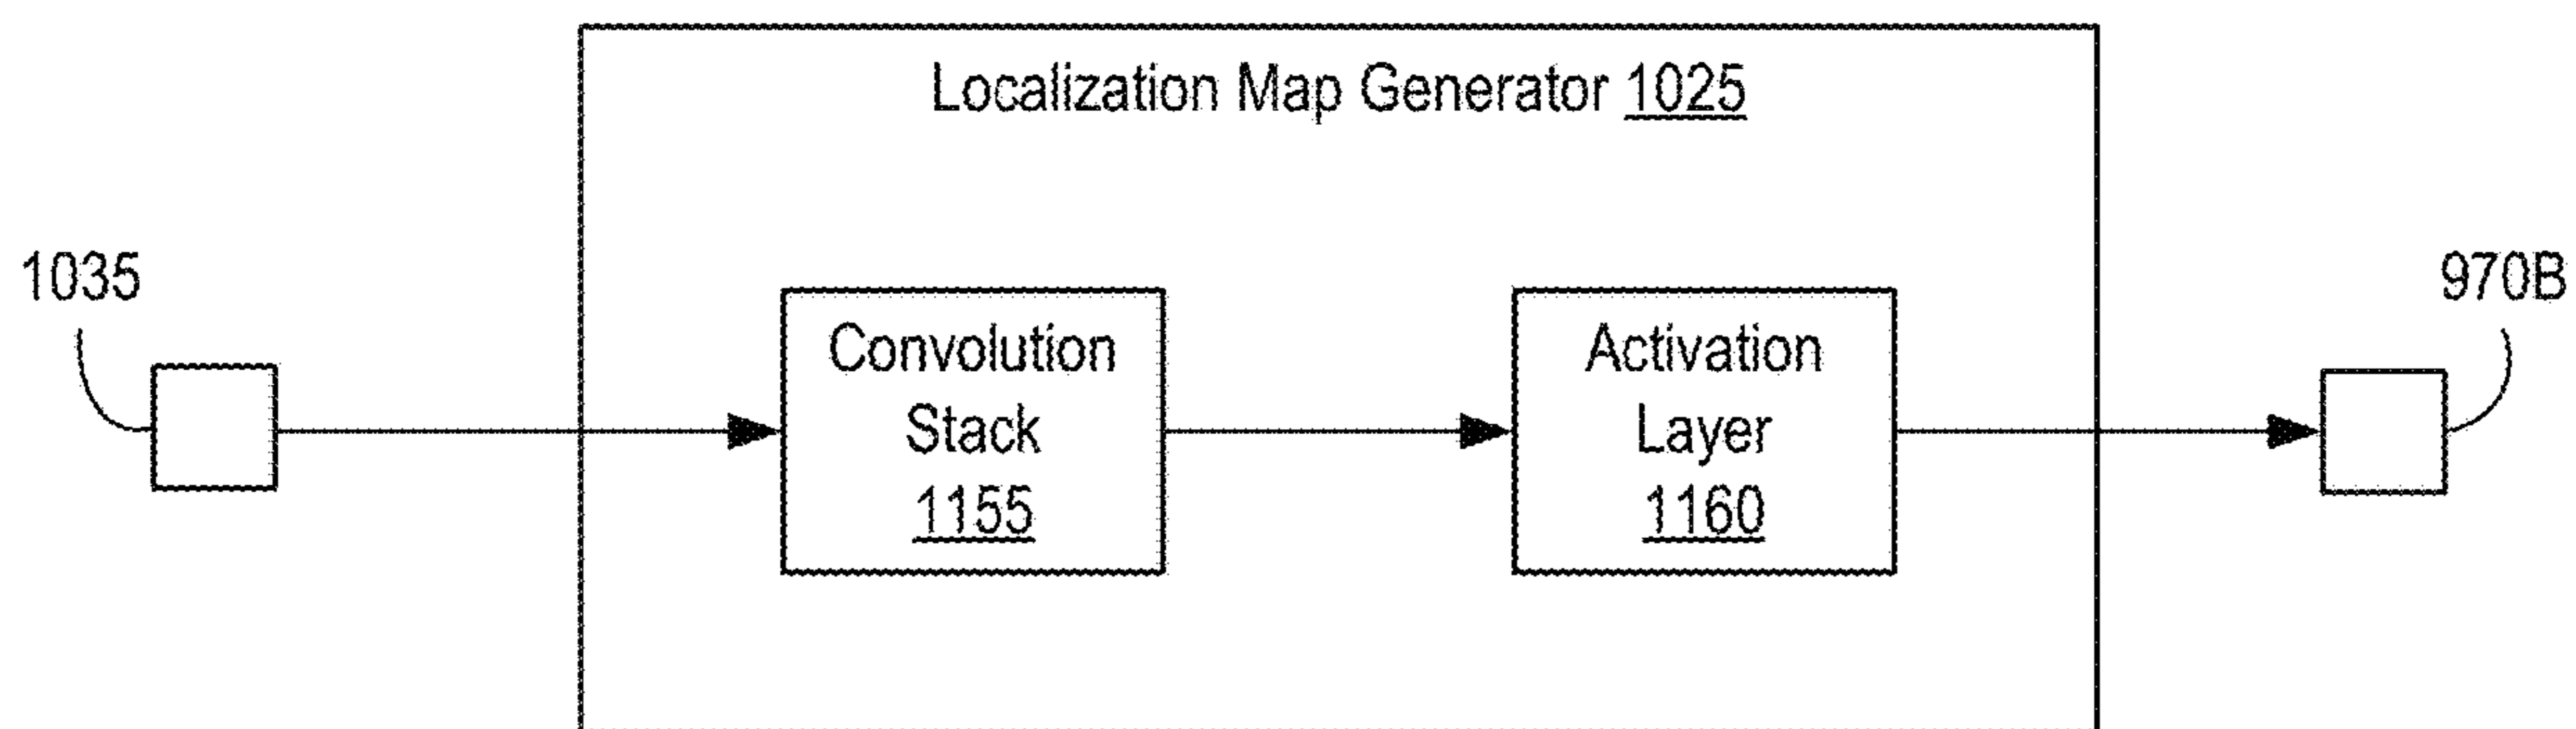 Localization Map Generator 1025
1035
970B
Convolution
Stack
1155
Activation
Layer
1160